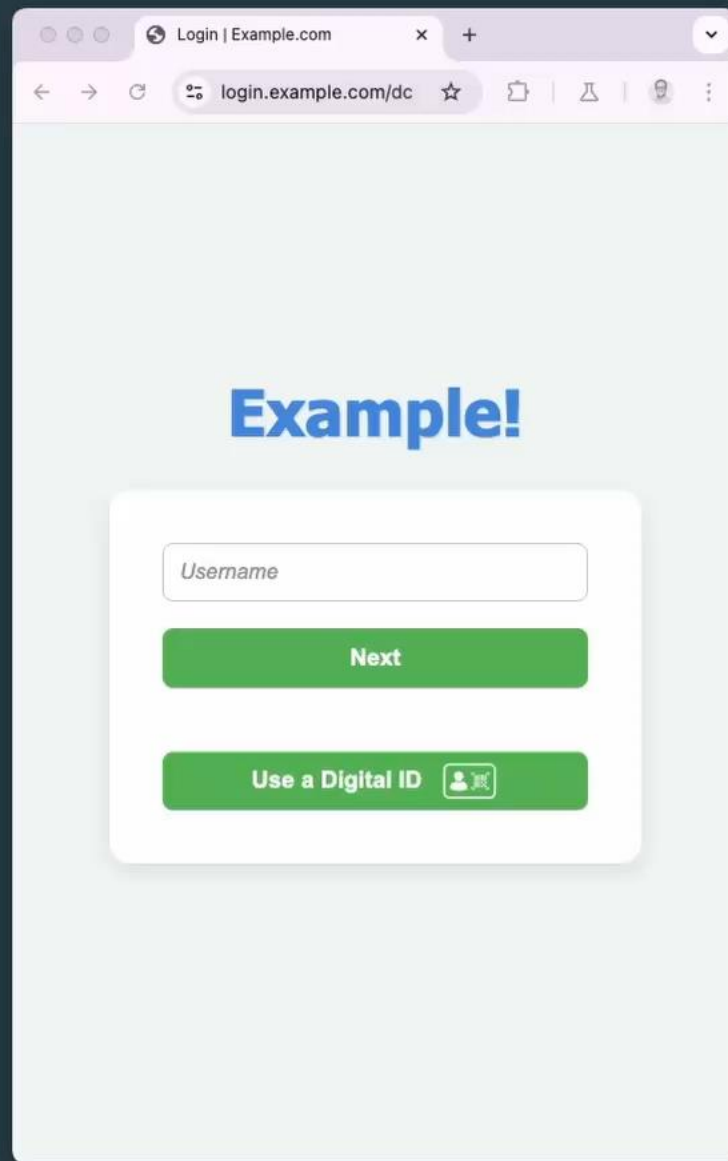 Login | Example.com
login.example.com/dc
Example!
Username
Next
Use a Digital ID